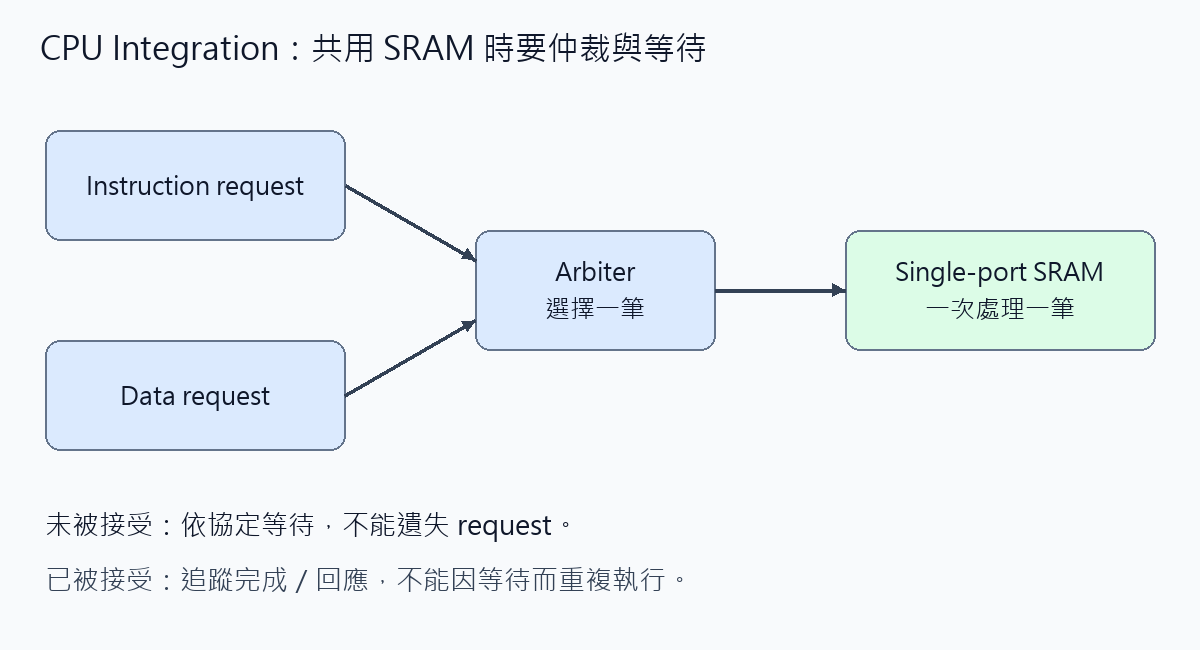 CPU Integration：共用 SRAM 時要仲裁與等待
Instruction request
Arbiter
選擇一筆
Single-port SRAM
一次處理一筆
Data request
未被接受：依協定等待，不能遺失 request。
已被接受：追蹤完成 / 回應，不能因等待而重複執行。